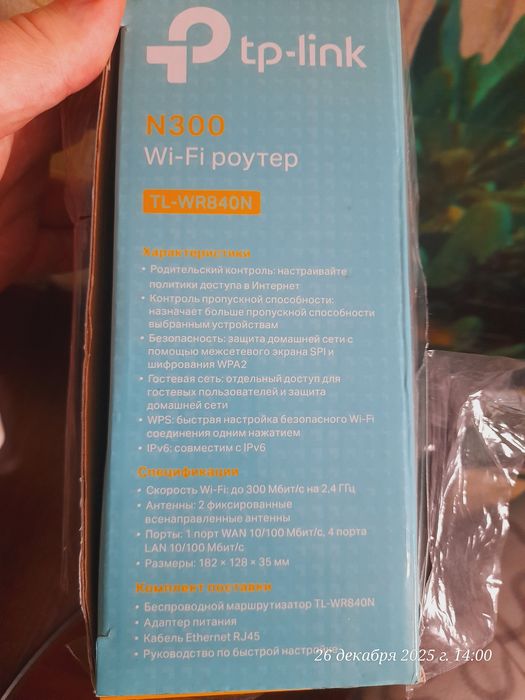 tp-link
N300
Wi-Fi роутер
TL-WR840N
Характеристики
• Родительский контроль: настраивайте
политики доступа в Интернет
• Контроль пропускной способности:
назначает больше пропускной способности
выбранным устройствам
• Безопасность: защита домашней сети с
помощью межсетевого экрана SPI и
шифрования WPA2
• Гостевая сеть: отдельный доступ для
гостевых пользователей и защита
домашней сети
• WPS: быстрая настройка безопасного Wi-Fi
соединения одним нажатием
• IPv6: совместим с IPv6
Спецификации
• Скорость Wi-Fi: до 300 Мбит/с на 2,4 ГГц
• Антенны: 2 фиксированные
всенаправленные антенны
• Порты: 1 порт WAN 10/100 Мбит/с, 4 порта
LAN 10/100 Мбит/с
• Размеры: 182 × 128 × 35 мм
Комплект поставки
• Беспроводной маршрутизатор TL-WR840N
• Адаптер питания
• Кабель Ethernet RJ45
• Руководство по быстрой настройке
26 декабря 2025 г. 14:00